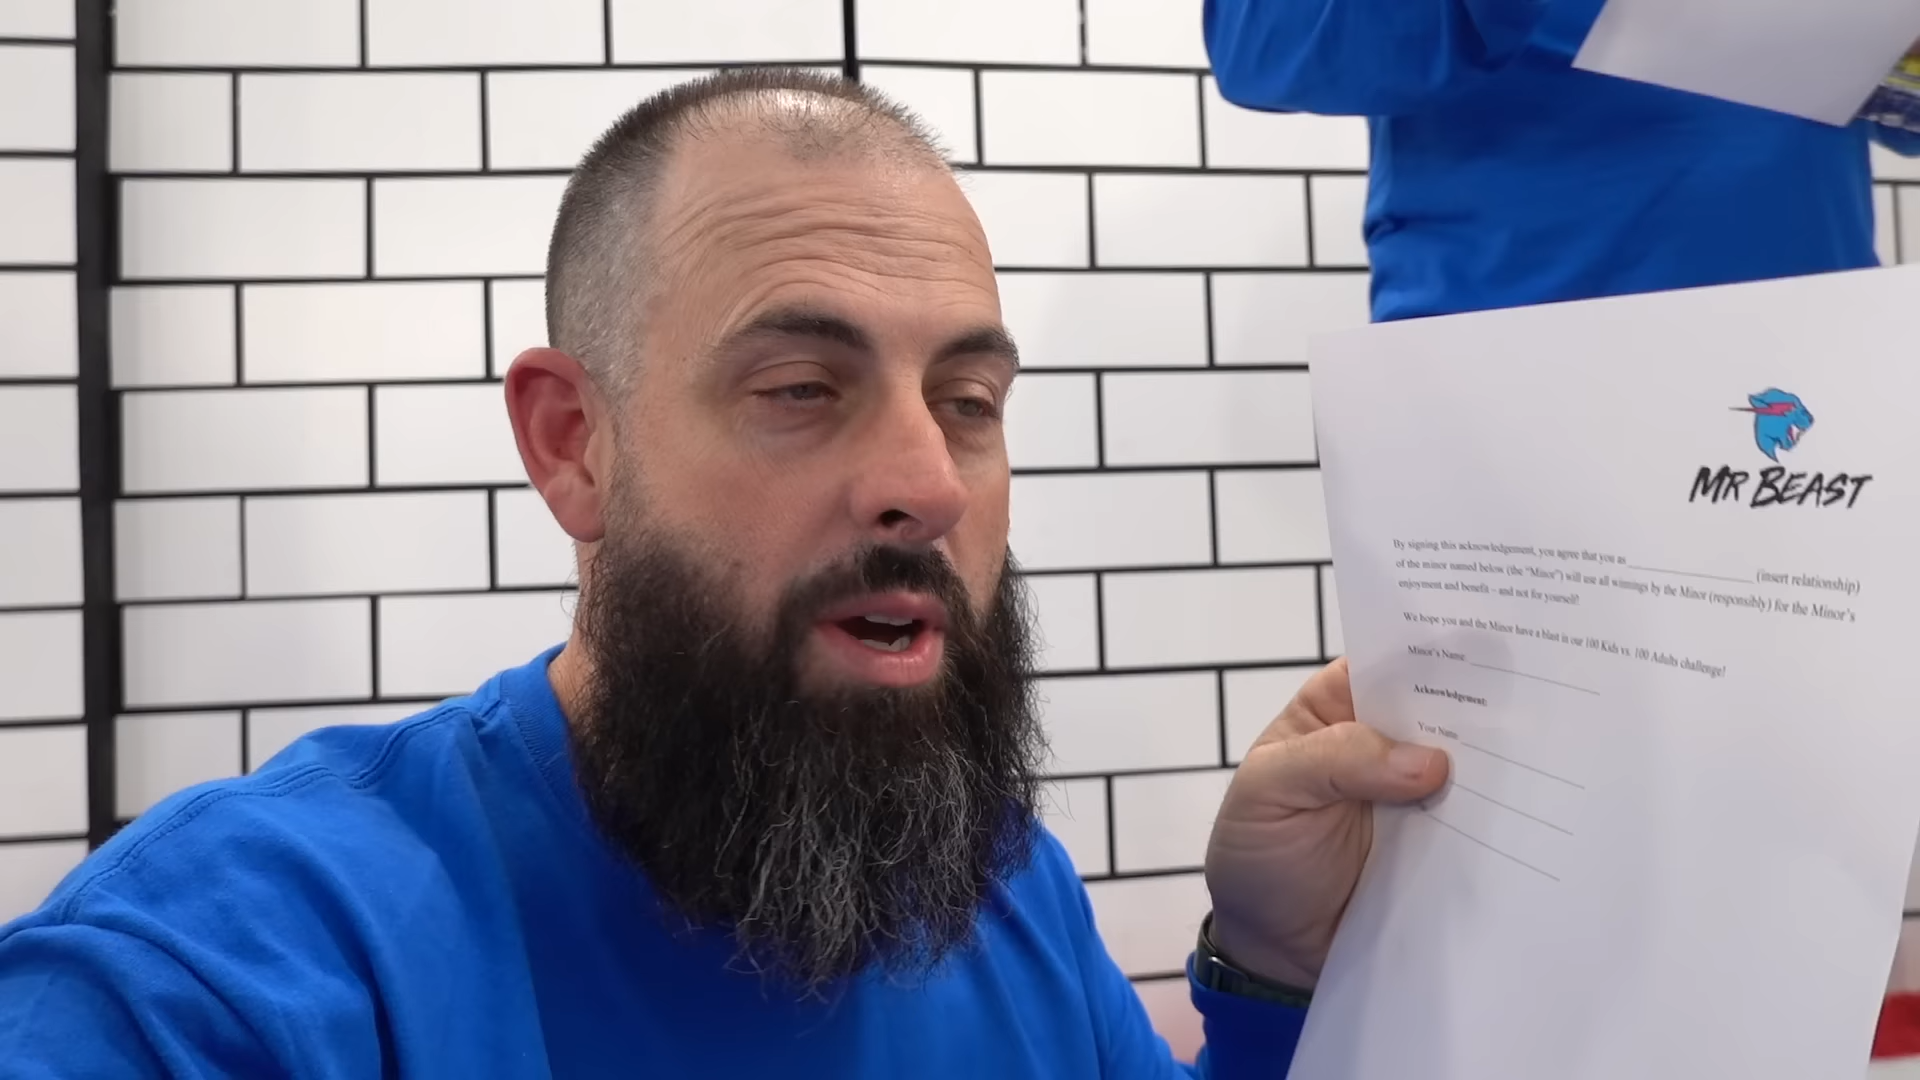 MR BEAST
By signing this acknowledgement, you agree that you as ____________________ (insert relationship)
of the minor named below (the “Minor”) will use all winnings by the Minor (responsibly) for the Minor’s
enjoyment and benefit – and not for yourself!
We hope you and the Minor have a blast in our 100 Kids vs. 100 Adults challenge!
Minor’s Name: ____________________
Acknowledgement:
Your Name ____________________